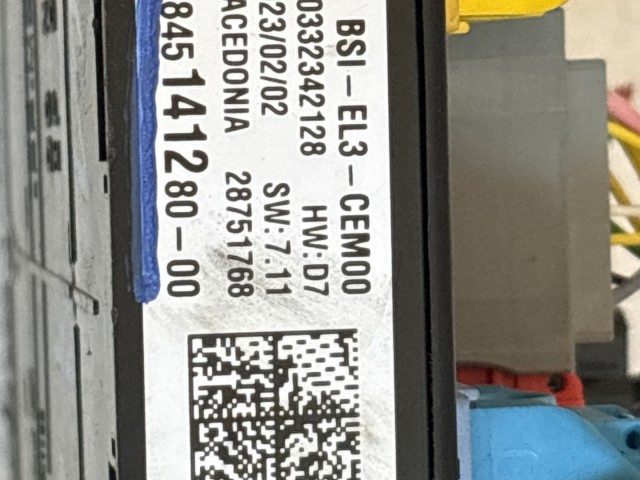 BSI-EL3-CEM00
0332342128 HW:D7
23/02/02 SW:7.11
ACEDONIA 28751768
845141280-00